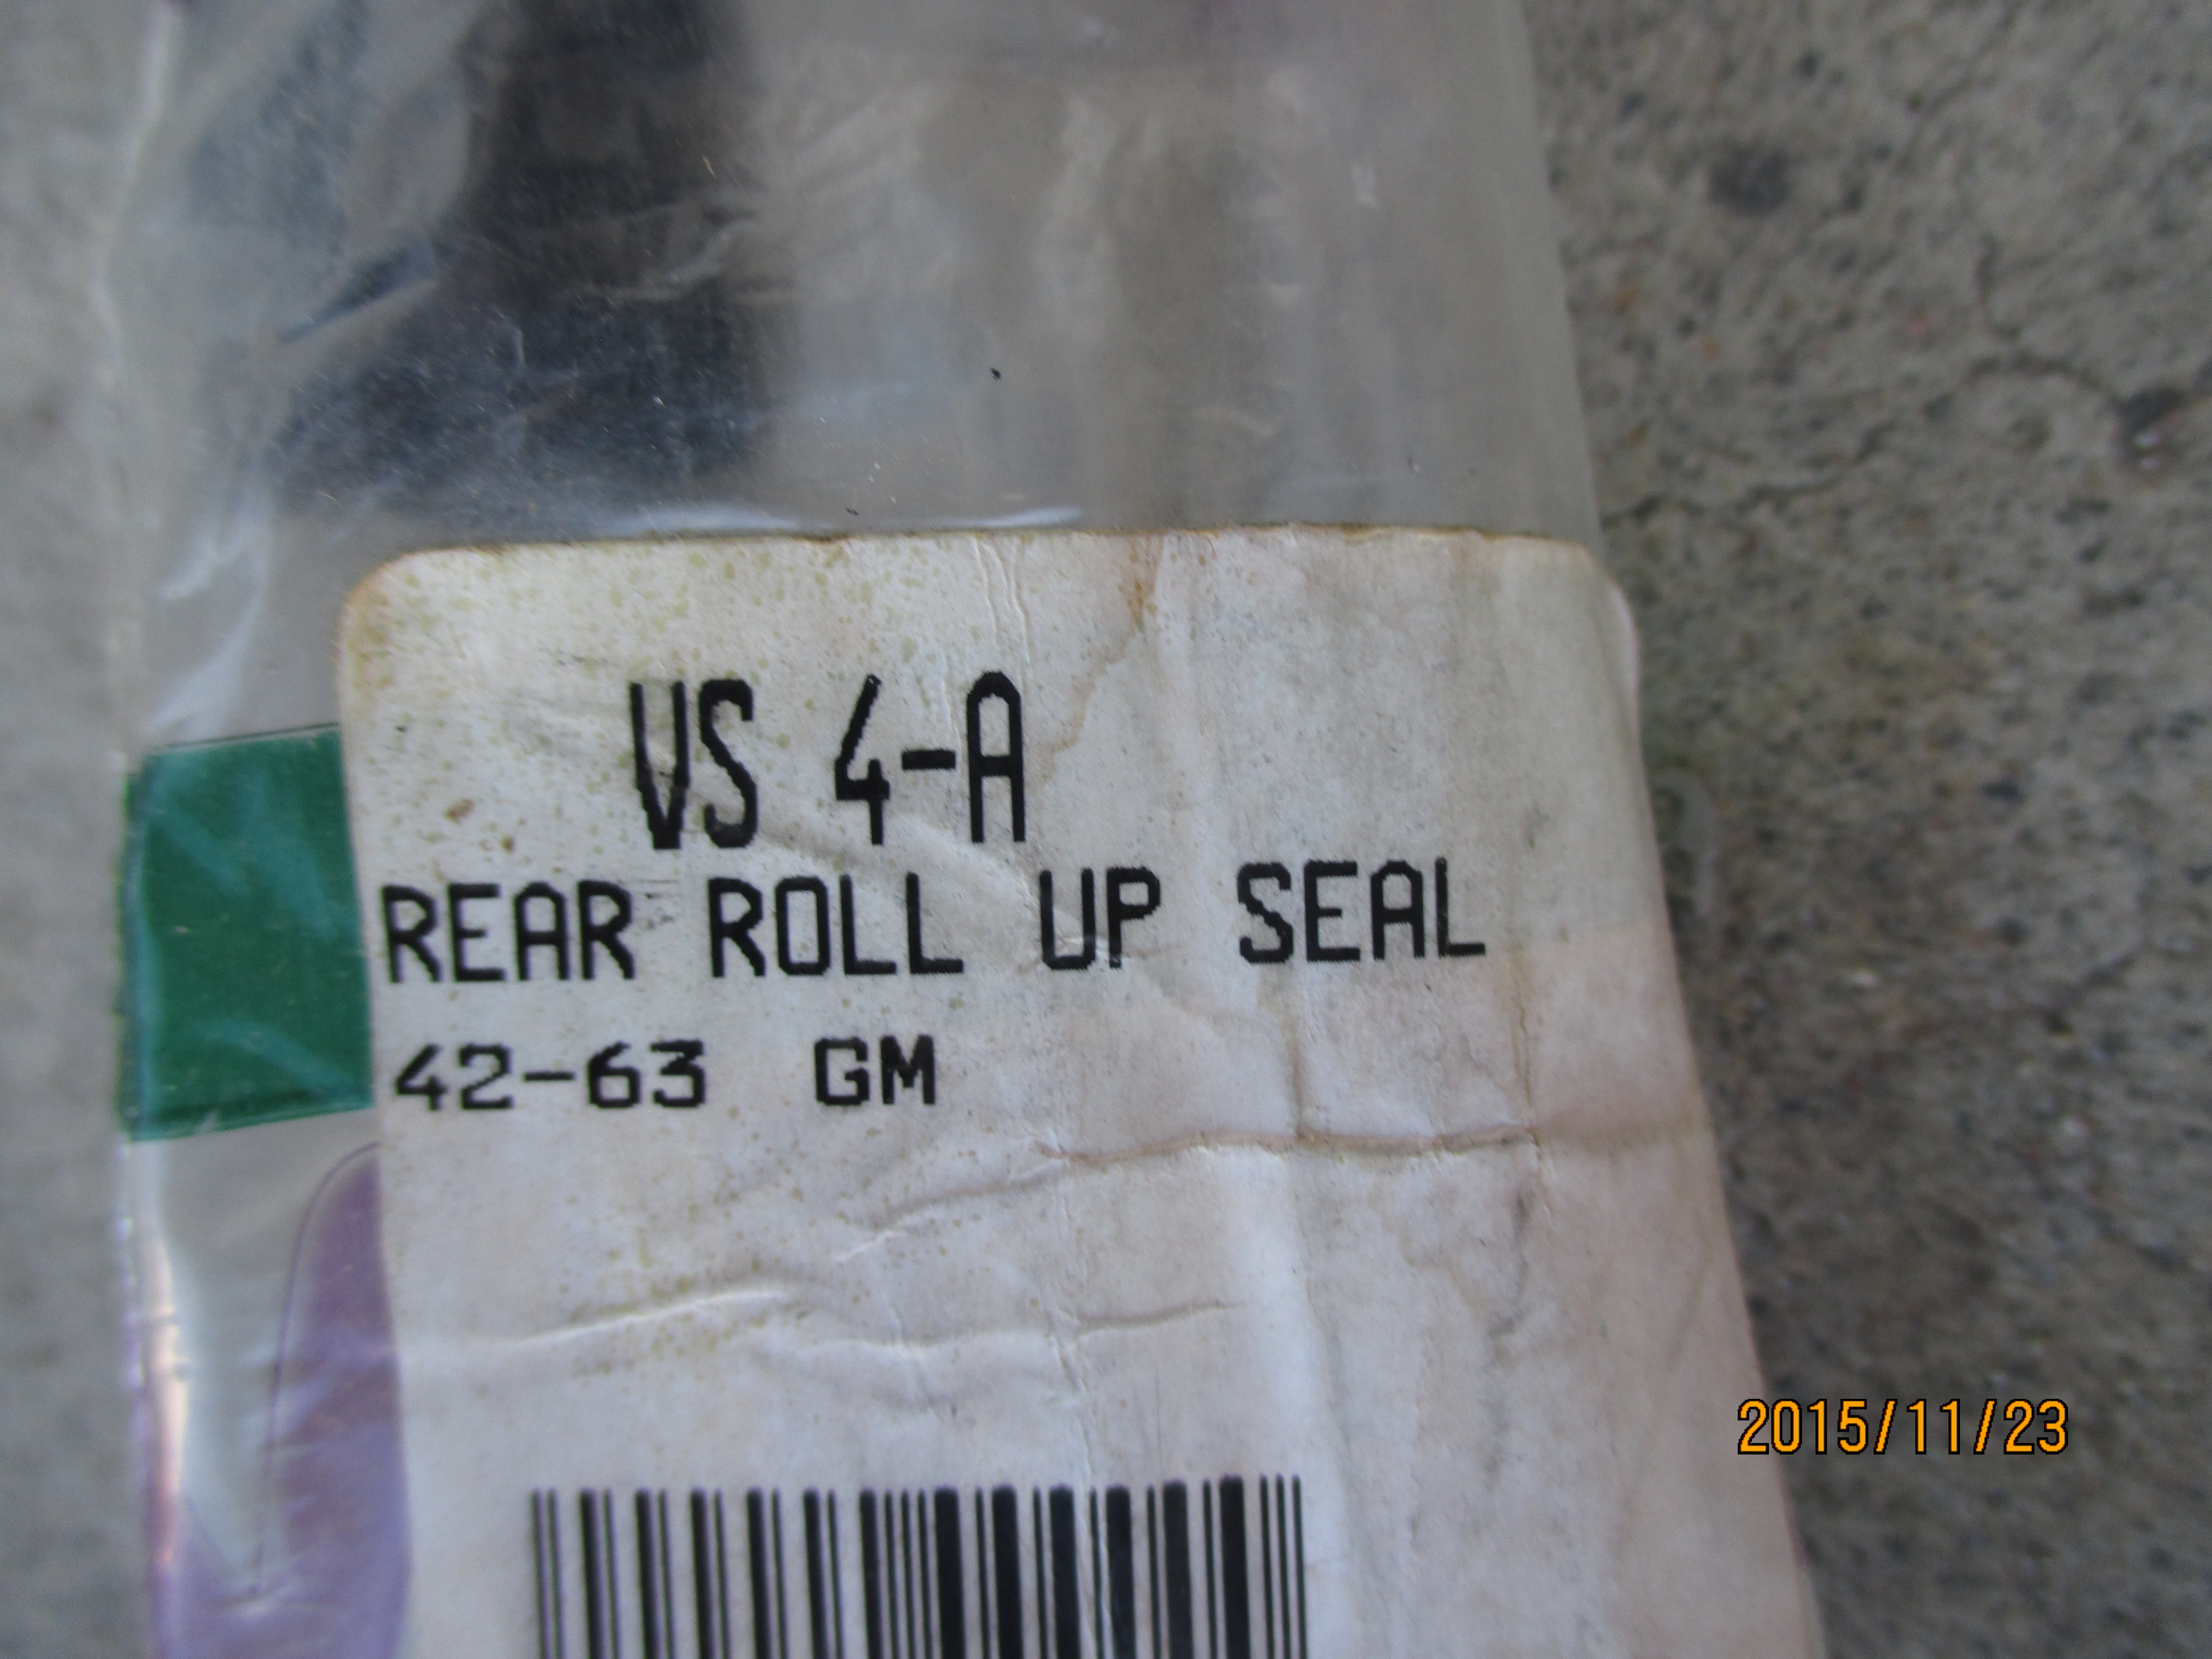 VS 4-A
REAR ROLL UP SEAL
42-63 GM
2015/11/23